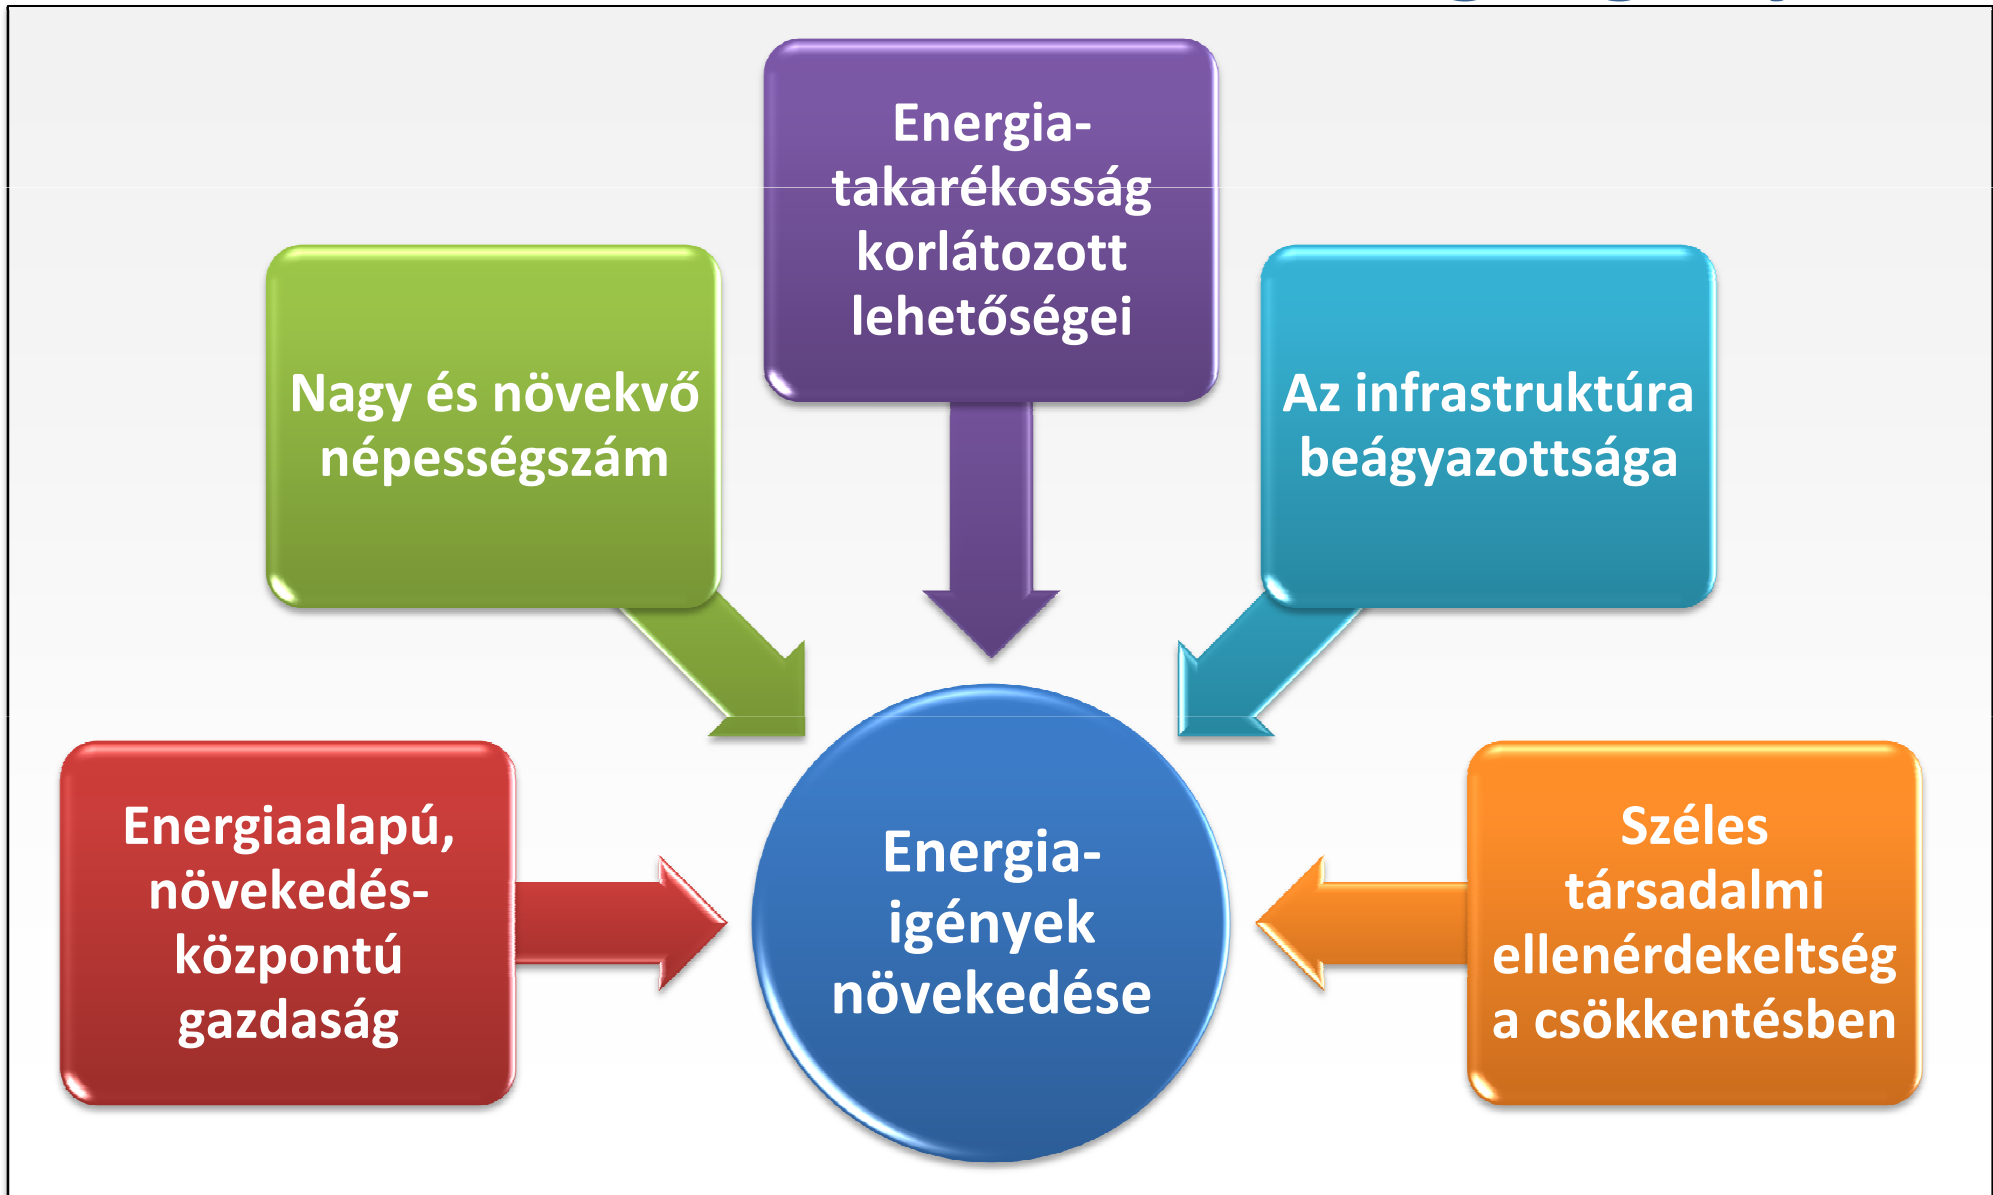 Energia-
takarékosság
korlátozott
lehetőségei
Nagy és növekvő
népességszám
Az infrastruktúra
beágyazottsága
Energiaalapú,
növekedés-
központú
gazdaság
Energia-
igények
növekedése
Széles
társadalmi
ellenérdekeltség
a csökkentésben